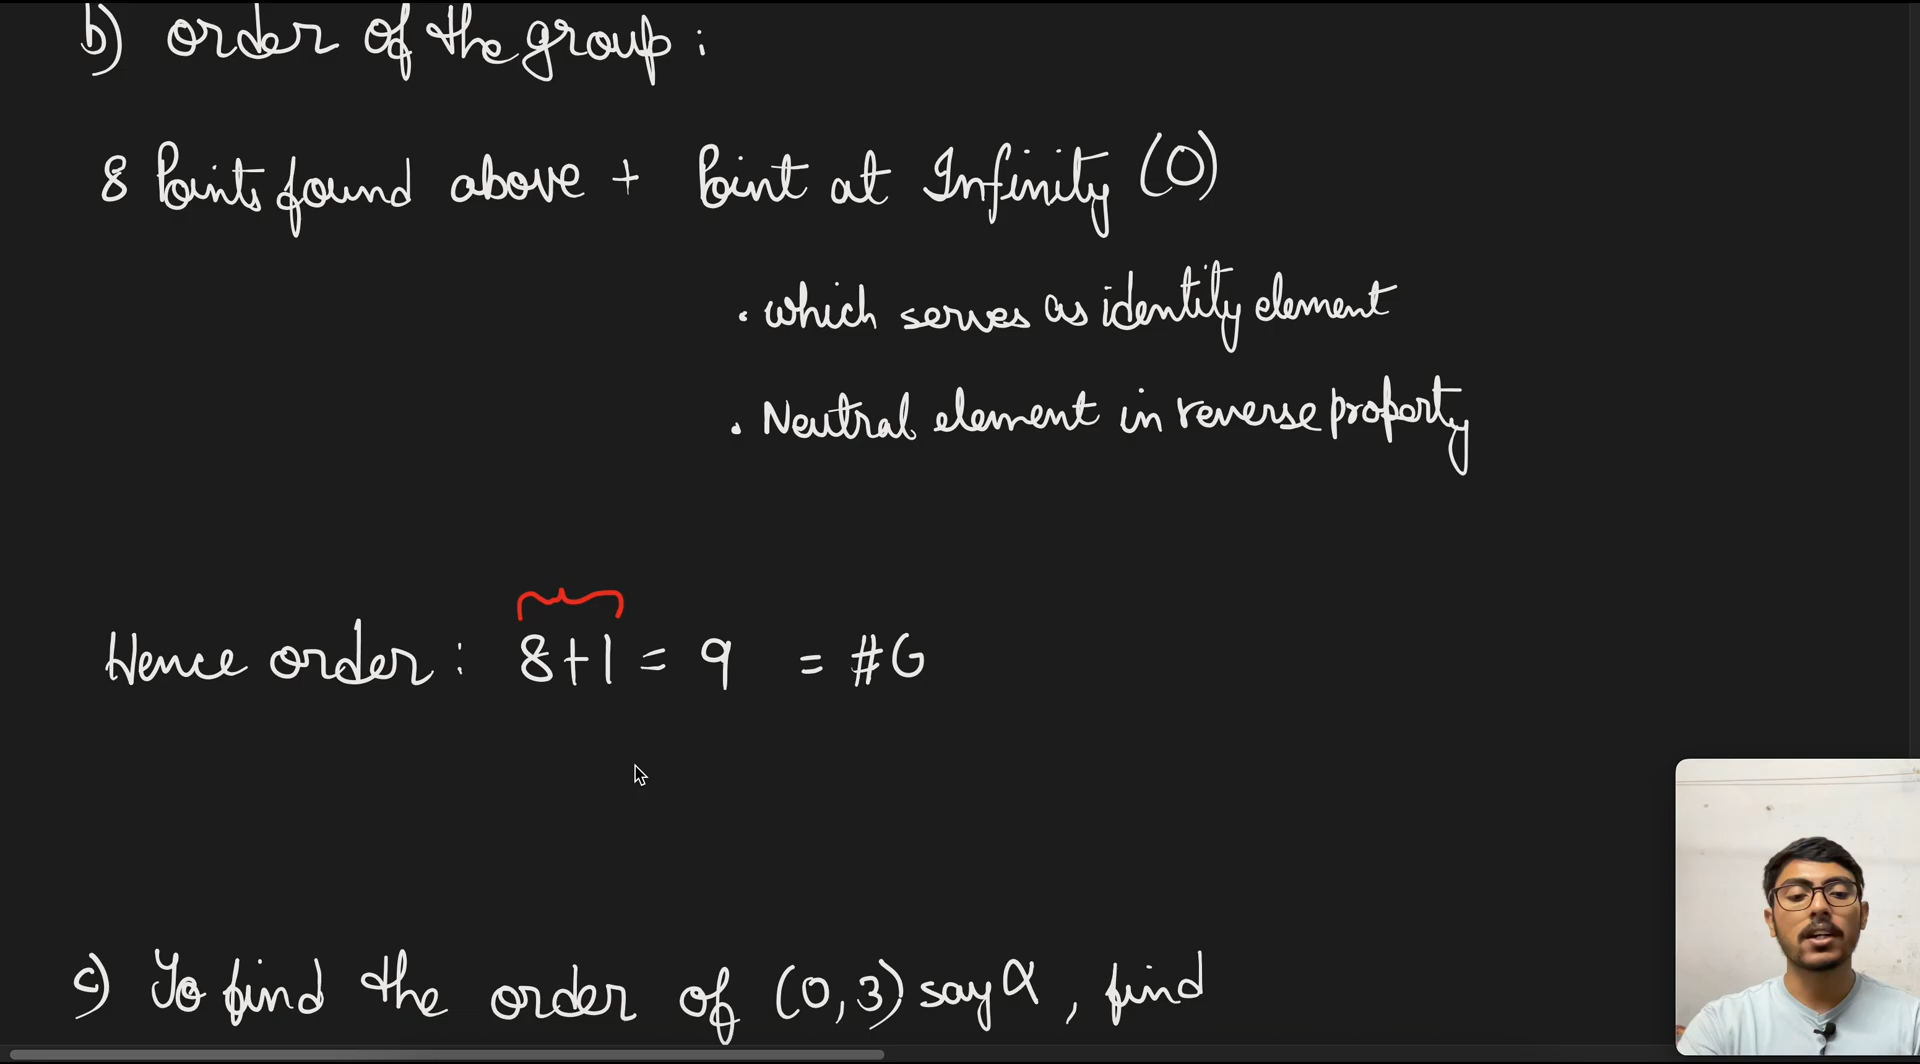 b) order of the group :
8 Points found above + Point at Infinity (O)
· which serves as identity element
· Neutral element in reverse property
Hence order : 8+1 = 9 = #G
c) To find the order of (0,3) say α , find